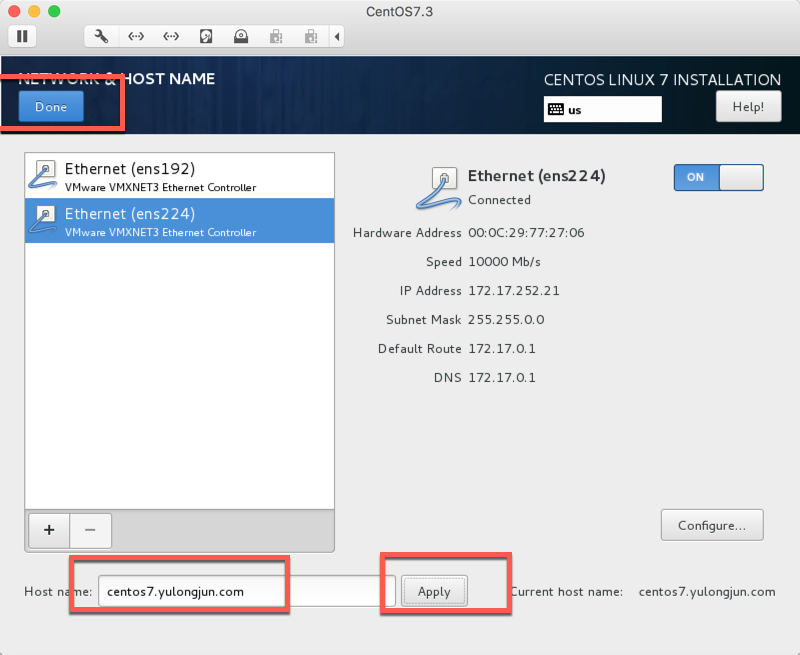 CentOS7.3
NETWORK & HOST NAME
CENTOS LINUX 7 INSTALLATION
Done
us
Help!
Ethernet (ens192)
VMware VMXNET3 Ethernet Controller
Ethernet (ens224)
VMware VMXNET3 Ethernet Controller
Ethernet (ens224)
Connected
ON
Hardware Address 00:0C:29:77:27:06
Speed 10000 Mb/s
IP Address 172.17.252.21
Subnet Mask 255.255.0.0
Default Route 172.17.0.1
DNS 172.17.0.1
+ −
Configure...
Host name: centos7.yulongjun.com Apply Current host name: centos7.yulongjun.com